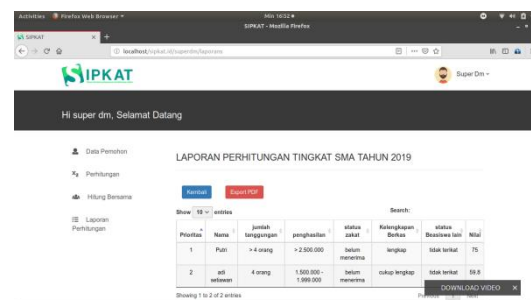 Activities Firefox Web Browser Min 16:52
SIPKAT - Mozilla Firefox
SIPKAT
localhost/sipkat.id/superdm/laporans
SIPKAT
Super Dm
Hi super dm, Selamat Datang
Data Pemohon
Perhitungan
Hitung Bersama
Laporan
Perhitungan
LAPORAN PERHITUNGAN TINGKAT SMA TAHUN 2019
Kembali Export PDF
Show 10 entries Search:
Prioritas Nama jumlah tanggungan penghasilan status zakat Kelengkapan Berkas status Beasiswa lain Nilai
1 Putri > 4 orang > 2.500.000 belum menerima lengkap tidak terikat 75
2 adi setiawan 4 orang 1.500.000 - 1.999.000 belum menerima cukup lengkap tidak terikat 59.8
DOWNLOAD VIDEO
Showing 1 to 2 of 2 entries